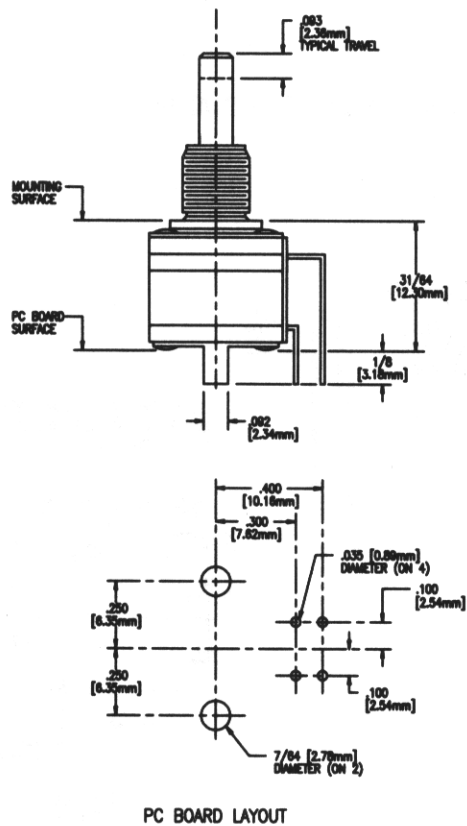 .093
[2.36mm]
TYPICAL TRAVEL
MOUNTING
SURFACE
31/64
[12.30mm]
PC BOARD
SURFACE
1/8
[3.18mm]
.092
[2.34mm]
.400
[10.16mm]
.300
[7.62mm]
.035 [0.89mm]
DIAMETER (ON 4)
.100
[2.54mm]
.250
[6.35mm]
.250
[6.35mm]
.100
[2.54mm]
7/64 [2.78mm]
DIAMETER (ON 2)
PC BOARD LAYOUT